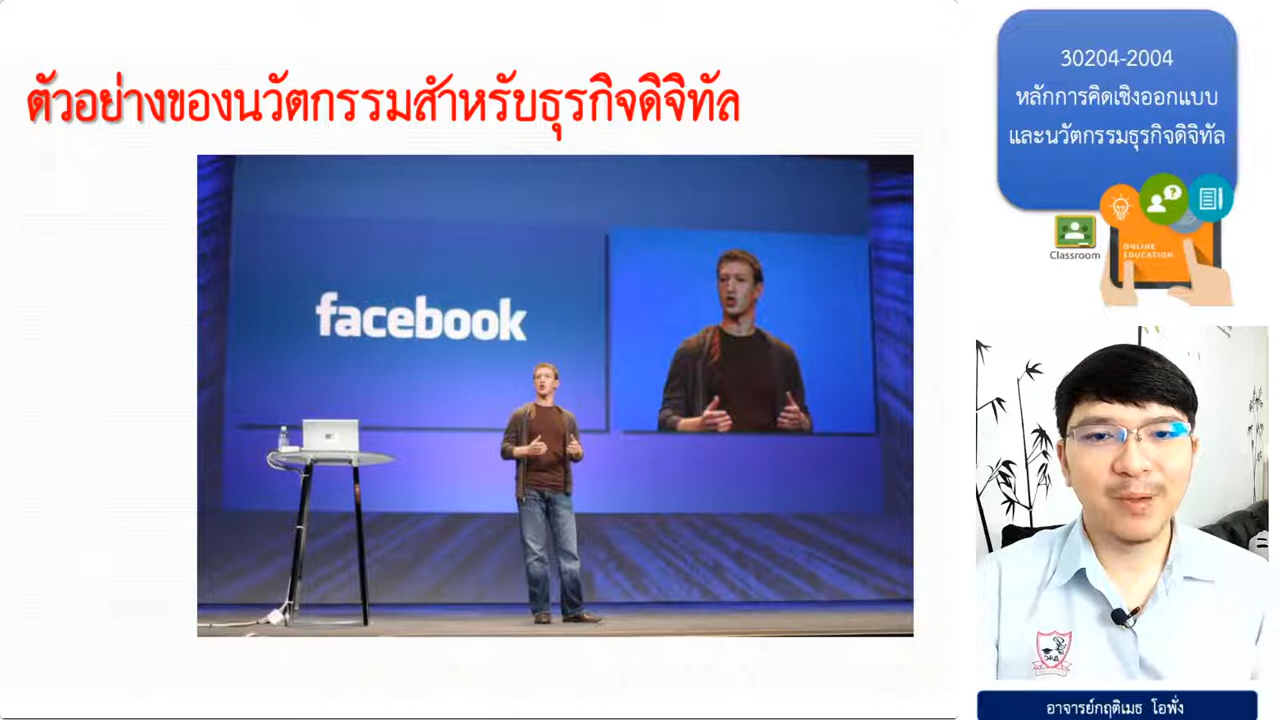 ตัวอย่างของนวัตกรรมสำหรับธุรกิจดิจิทัล
facebook
30204-2004
หลักการคิดเชิงออกแบบ
และนวัตกรรมธุรกิจดิจิทัล
ONLINE
EDUCATION
Classroom
อาจารย์กฤติเมธ โอพั่ง